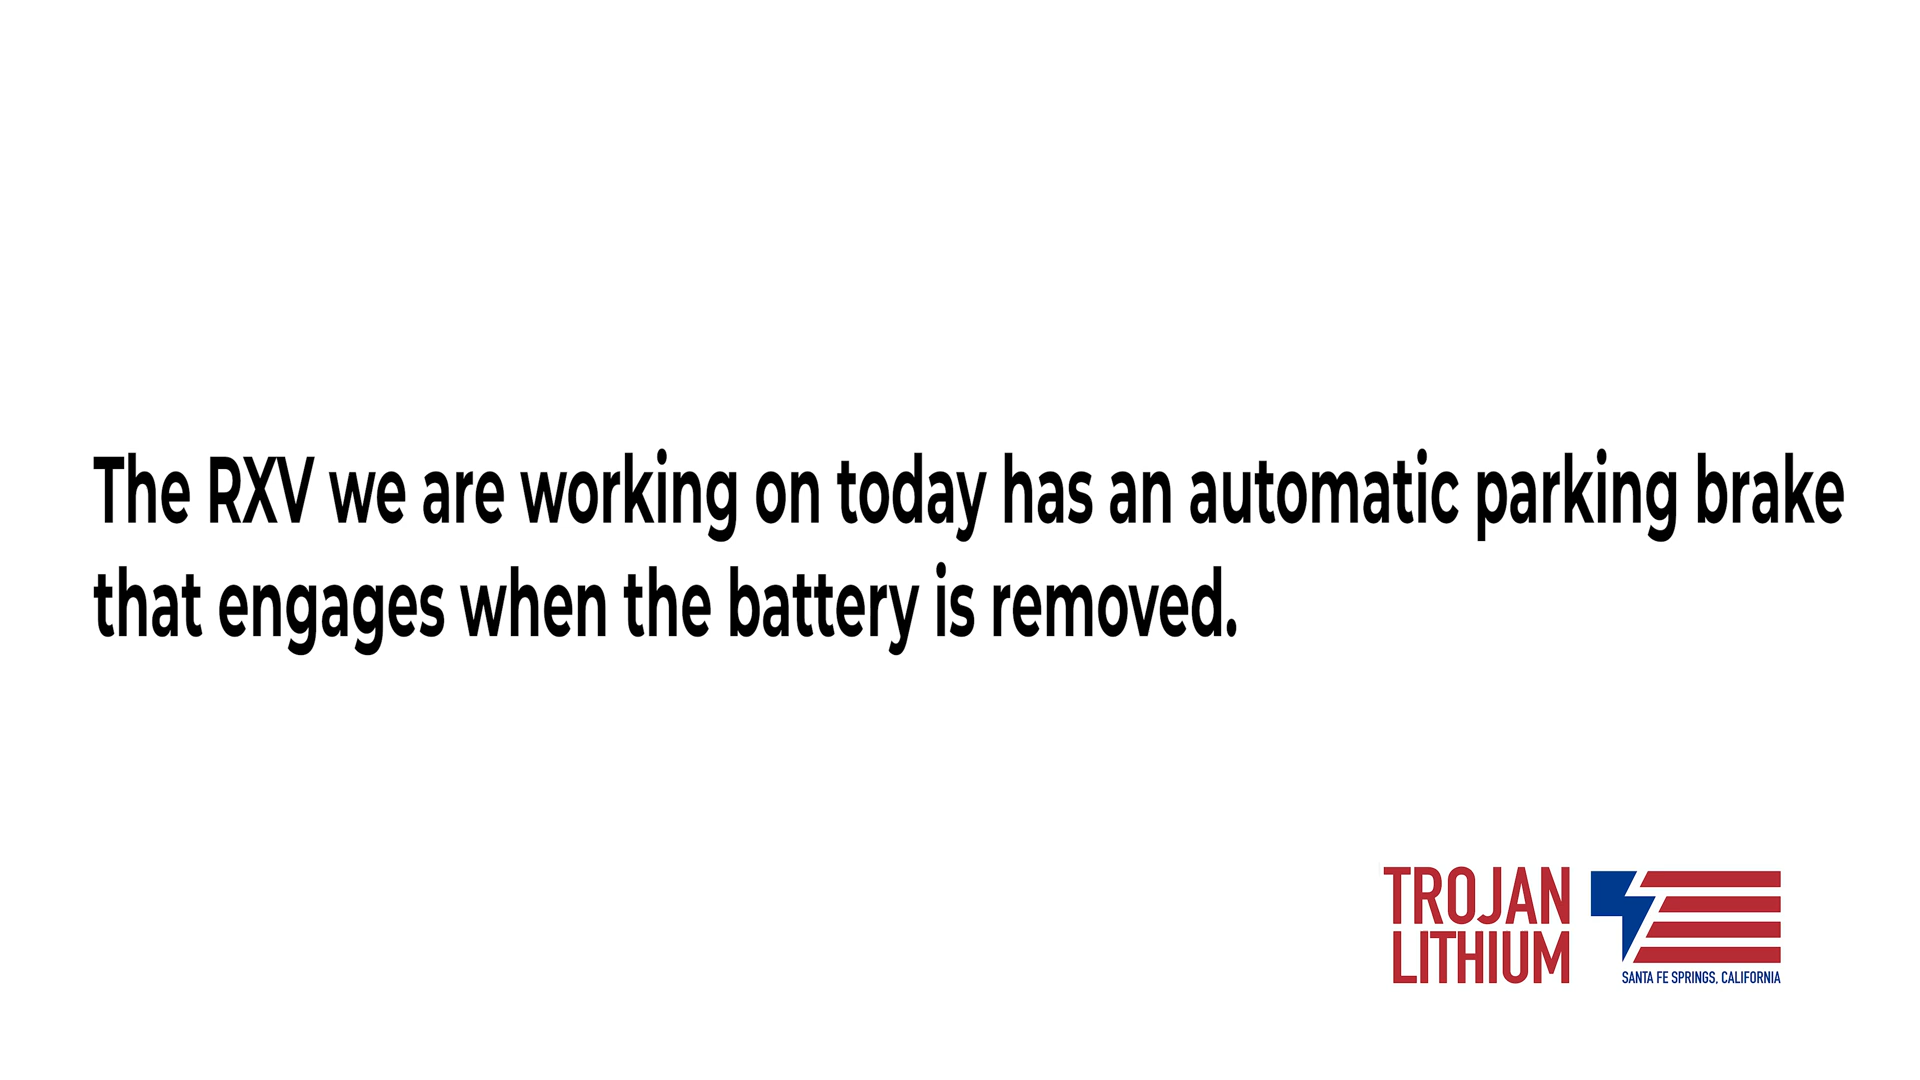 The RXV we are working on today has an automatic parking brake
that engages when the battery is removed.
TROJAN
LITHIUM
SANTA FE SPRINGS, CALIFORNIA